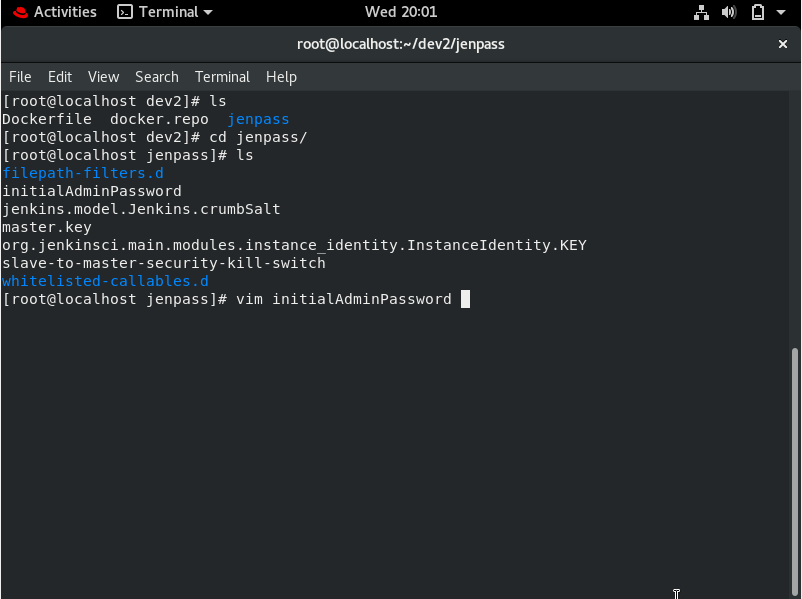 Activities Terminal Wed 20:01
root@localhost:~/dev2/jenpass
File Edit View Search Terminal Help
[root@localhost dev2]# ls
Dockerfile docker.repo jenpass
[root@localhost dev2]# cd jenpass/
[root@localhost jenpass]# ls
filepath-filters.d
initialAdminPassword
jenkins.model.Jenkins.crumbSalt
master.key
org.jenkinsci.main.modules.instance_identity.InstanceIdentity.KEY
slave-to-master-security-kill-switch
whitelisted-callables.d
[root@localhost jenpass]# vim initialAdminPassword